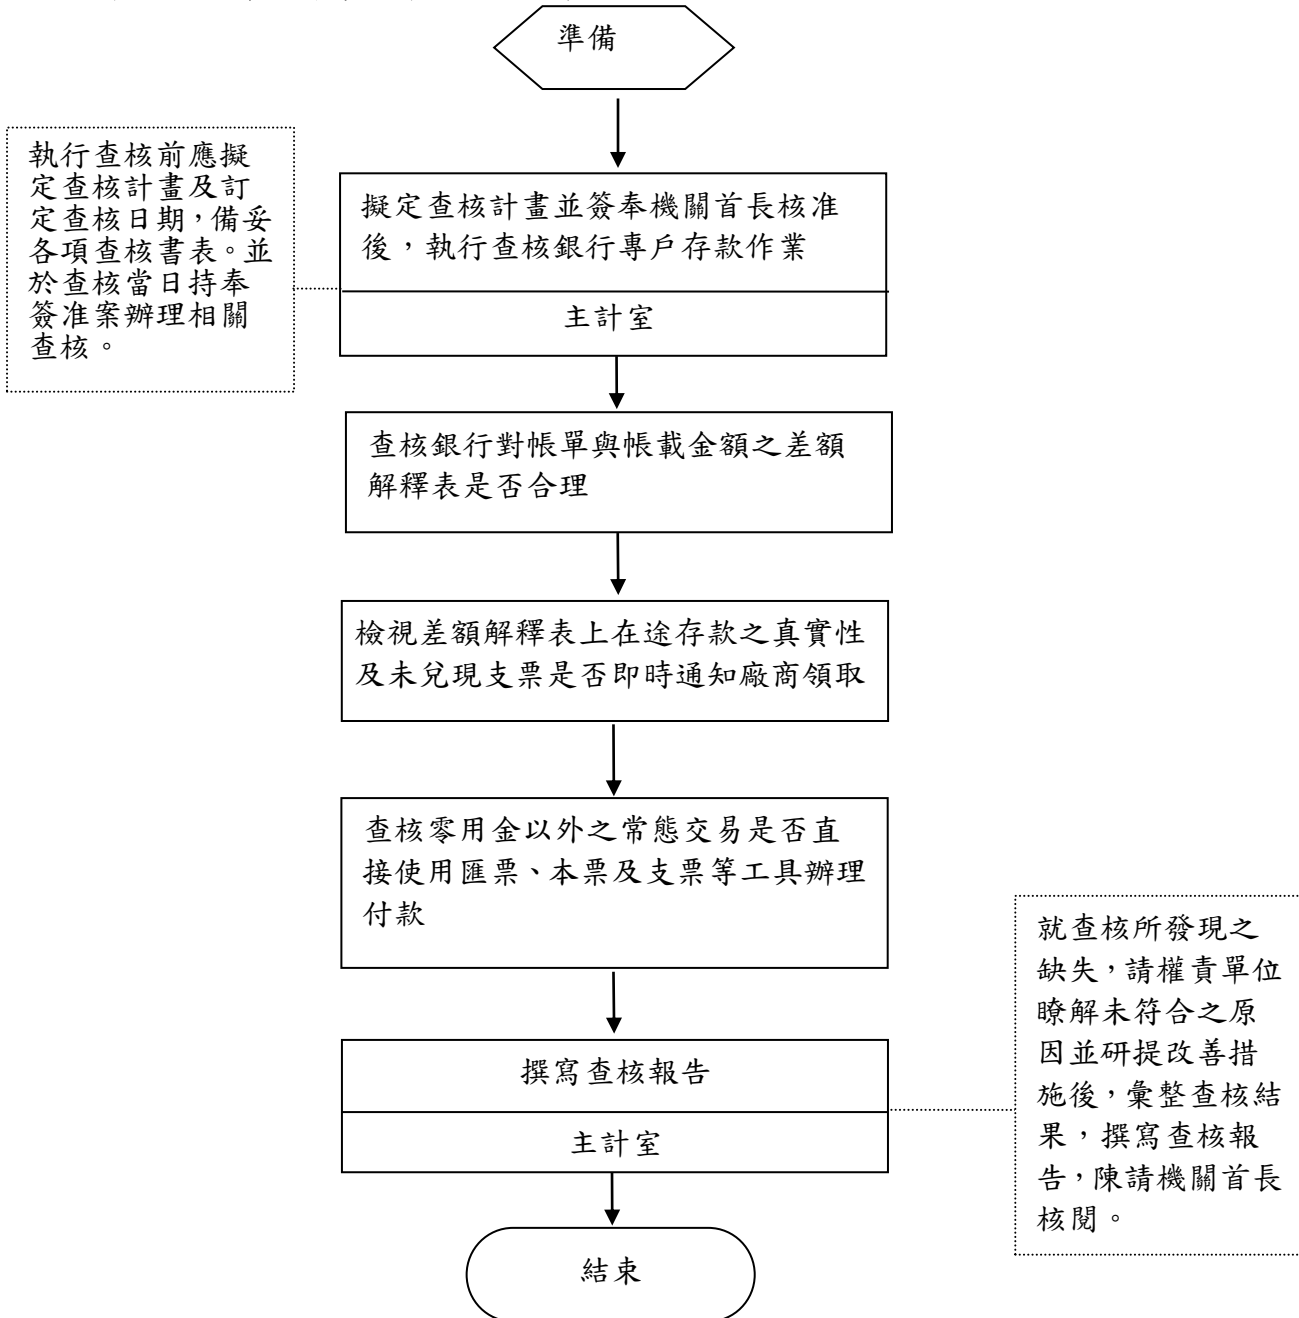 準備
執行查核前應擬
定查核計畫及訂
定查核日期，備妥
各項查核書表。並
於查核當日持奉
簽准案辦理相關
查核。
擬定查核計畫並簽奉機關首長核准
後，執行查核銀行專戶存款作業
主計室
查核銀行對帳單與帳載金額之差額
解釋表是否合理
檢視差額解釋表上在途存款之真實性
及未兌現支票是否即時通知廠商領取
查核零用金以外之常態交易是否直
接使用匯票、本票及支票等工具辦理
付款
撰寫查核報告
主計室
就查核所發現之
缺失，請權責單位
瞭解未符合之原
因並研提改善措
施後，彙整查核結
果，撰寫查核報
告，陳請機關首長
核閱。
結束